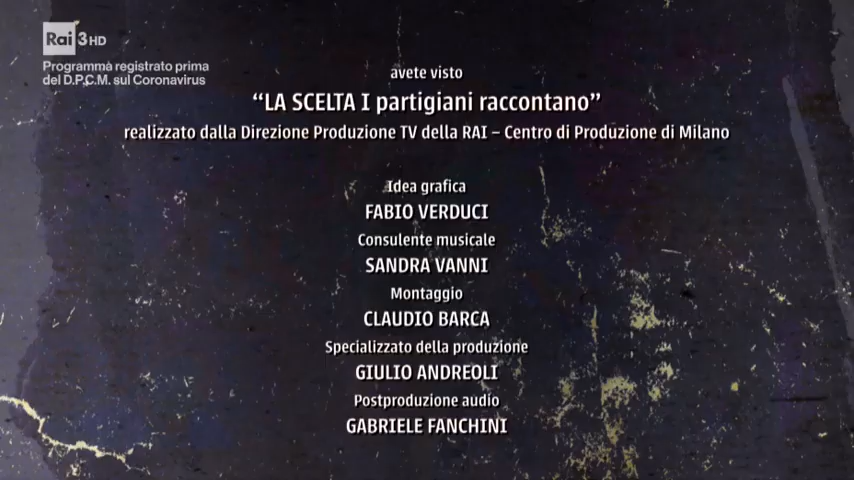 Rai 3HD
Programma registrato prima
del D.P.C.M. sul Coronavirus
avete visto
“LA SCELTA I partigiani raccontano”
realizzato dalla Direzione Produzione TV della RAI – Centro di Produzione di Milano
Idea grafica
FABIO VERDUCI
Consulente musicale
SANDRA VANNI
Montaggio
CLAUDIO BARCA
Specializzato della produzione
GIULIO ANDREOLI
Postproduzione audio
GABRIELE FANCHINI